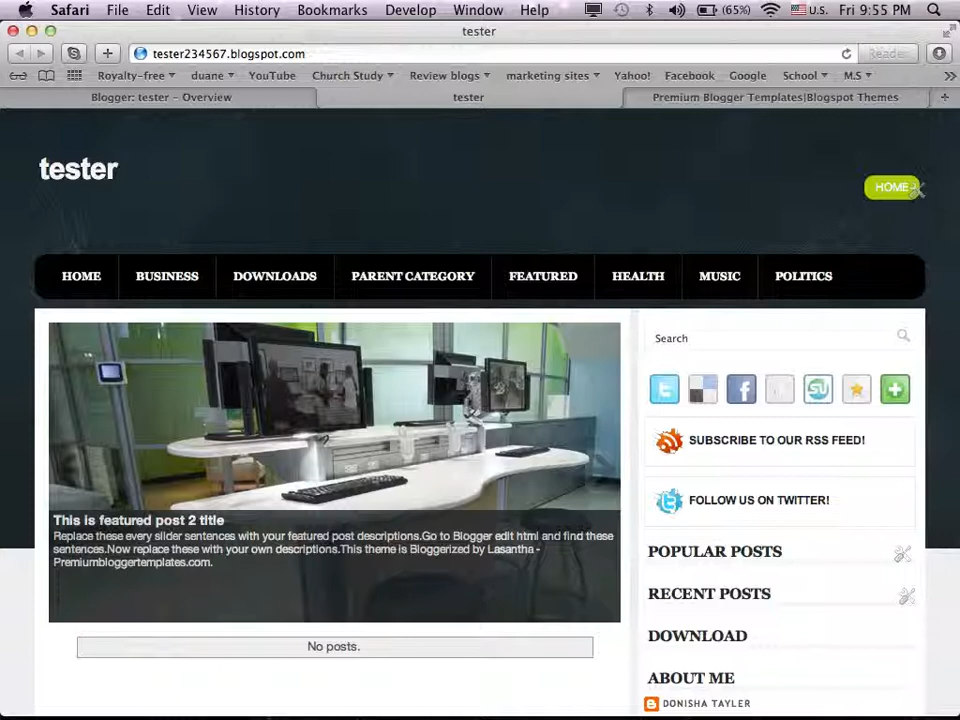 Safari File Edit View History Bookmarks Develop Window Help (65%) U.S. Fri 9:55 PM
tester
tester234567.blogspot.com Reader
Royalty-free duane YouTube Church Study Review blogs marketing sites Yahoo! Facebook Google School M.S
Blogger: tester – Overview tester Premium Blogger Templates|Blogspot Themes
tester
HOME
HOME BUSINESS DOWNLOADS PARENT CATEGORY FEATURED HEALTH MUSIC POLITICS
Search
SUBSCRIBE TO OUR RSS FEED!
FOLLOW US ON TWITTER!
This is featured post 2 title
Replace these every slider sentences with your featured post descriptions.Go to Blogger edit html and find these
sentences.Now replace these with your own descriptions.This theme is Bloggerized by Lasantha -
Premiumbloggertemplates.com.
No posts.
POPULAR POSTS
RECENT POSTS
DOWNLOAD
ABOUT ME
DONISHA TAYLER